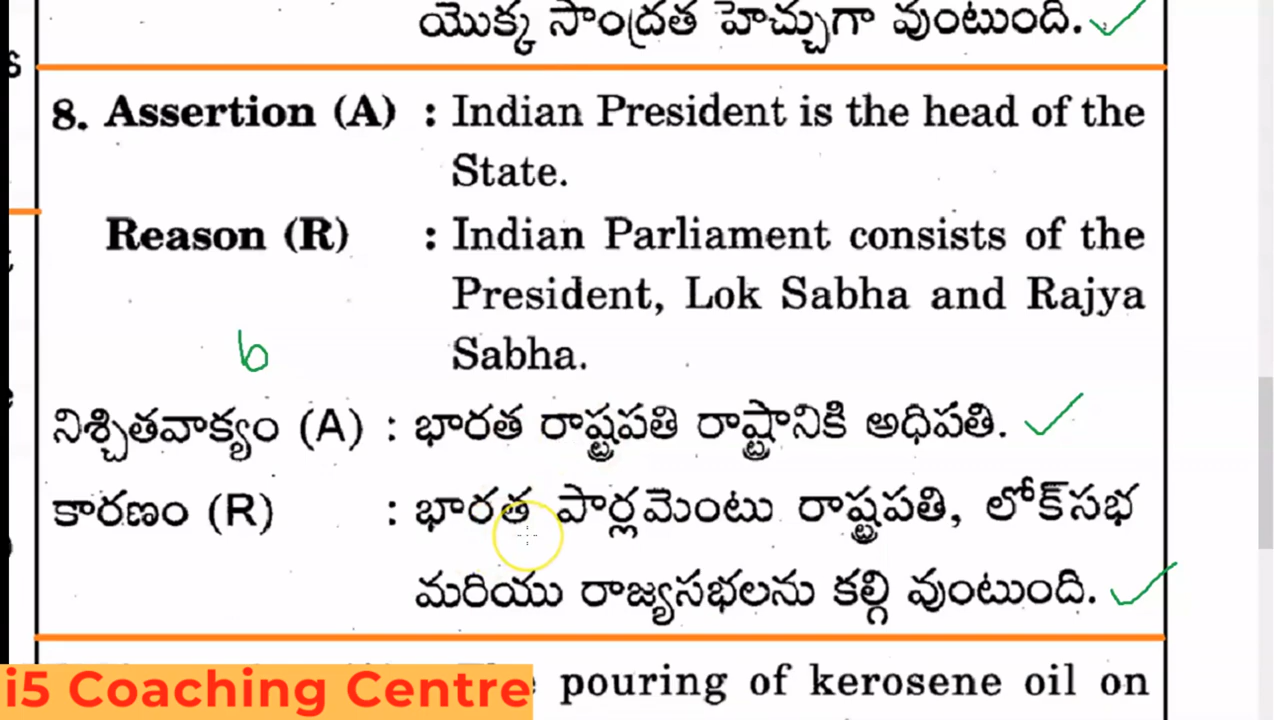 యొక్క సాంద్రత హెచ్చుగా వుంటుంది.
8. Assertion (A) : Indian President is the head of the
State.
Reason (R) : Indian Parliament consists of the
President, Lok Sabha and Rajya
b
Sabha.
నిశ్చితవాక్యం (A) : భారత రాష్ట్రపతి రాష్ట్రానికి అధిపతి.
కారణం (R) : భారత పార్లమెంటు రాష్ట్రపతి, లోక్‌సభ
మరియు రాజ్యసభలను కల్గి వుంటుంది.
pouring of kerosene oil on
i5 Coaching Centre